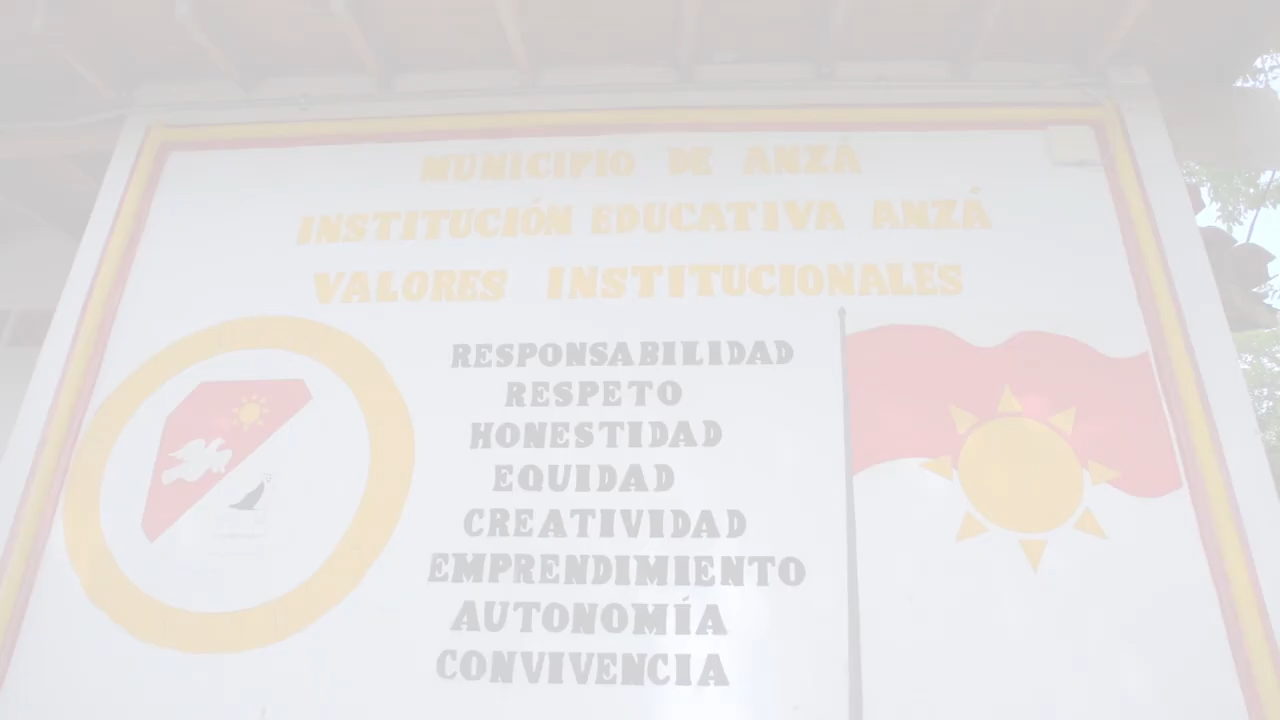 MUNICIPIO DE ANZÁ
INSTITUCIÓN EDUCATIVA ANZÁ
VALORES INSTITUCIONALES
RESPONSABILIDAD
RESPETO
HONESTIDAD
EQUIDAD
CREATIVIDAD
EMPRENDIMIENTO
AUTONOMÍA
CONVIVENCIA